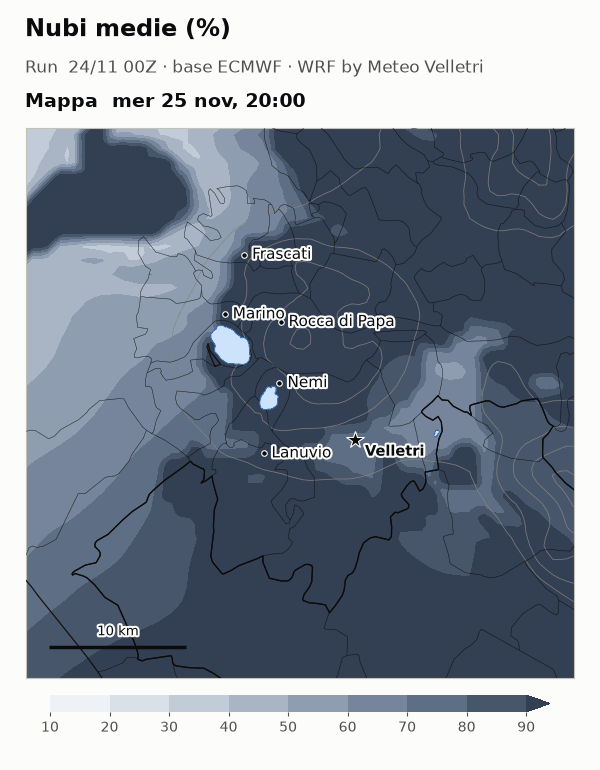 Nubi medie (%)
Run  24/11 00Z · base ECMWF · WRF by Meteo Velletri
Mappa  mer 25 nov, 20:00
Frascati
Marino
Rocca di Papa
Nemi
Velletri
Lanuvio
10 km
10 20 30 40 50 60 70 80 90